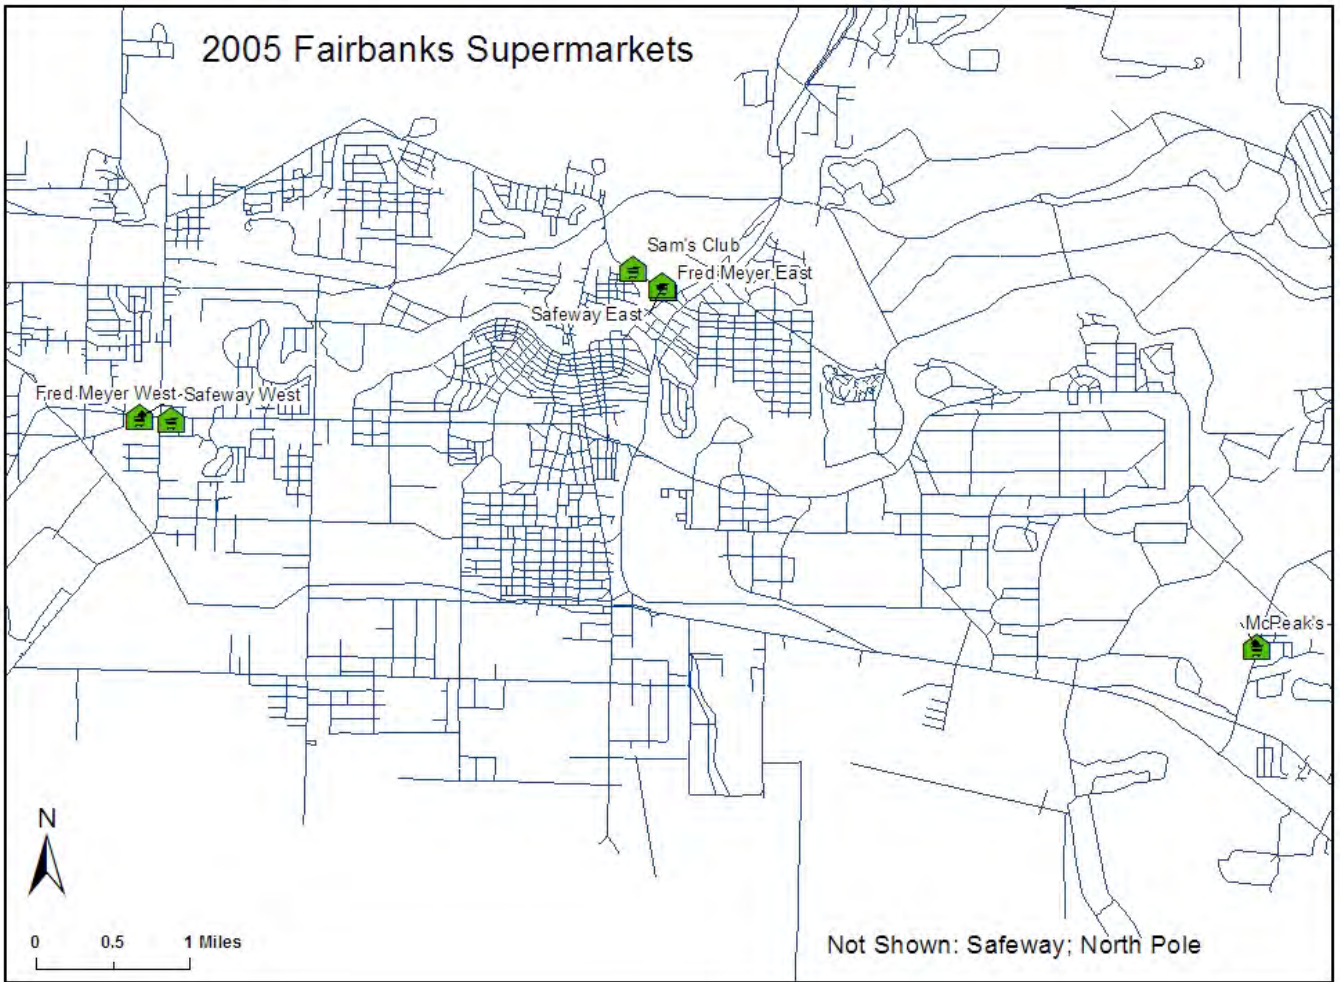 2005 Fairbanks Supermarkets
Sam's Club
Fred Meyer East
Safeway East
Fred Meyer West
Safeway West
McPeak's
N
0 0.5 1 Miles
Not Shown: Safeway; North Pole